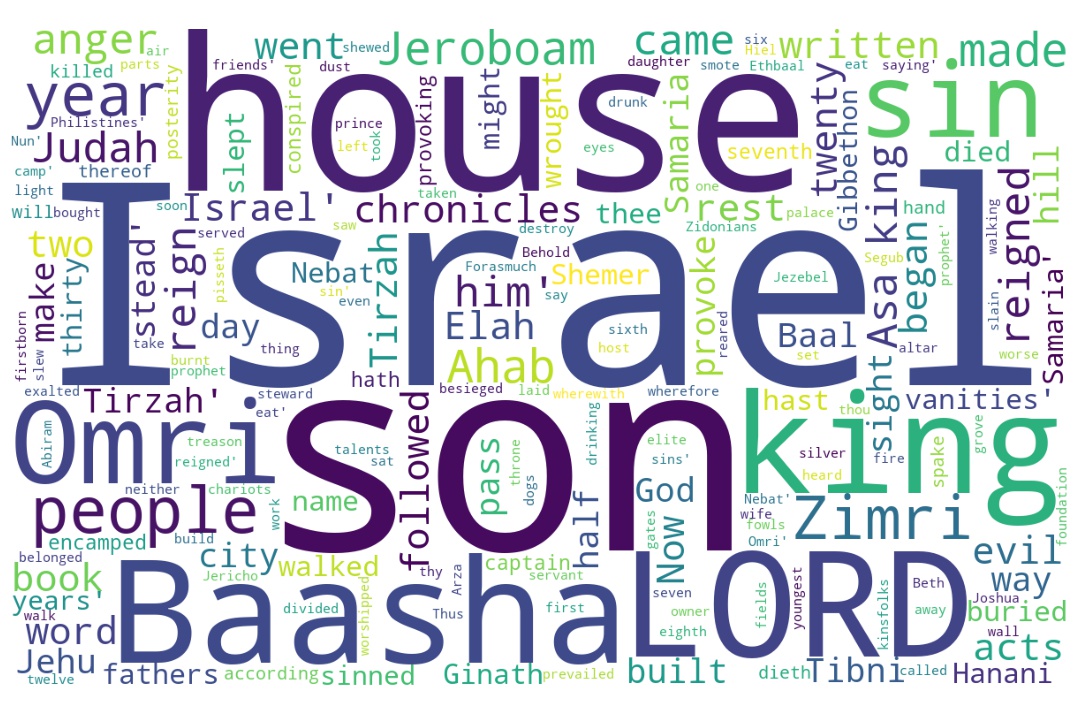 anger
air
parts
killed
friends'
went
shewed
dust
Jeroboam
daughter
came
six
Hiel
written
made
smote
Ethbaal
eat
saying'
year
Philistines'
posterity
house
slept
conspired
prince
left
took
provoking
might
wrought
drunk
eyes
Samaria
seventh
twenty
Gibbethon
sin
died
hill
Nun'
Judah
camp'
thereof
light
will
bought
soon
Israel'
served
saw
chronicles
taken
thee
destroy
one
rest
palace'
Zidonians
king
hand
walking
reigned
two
thirty
make
instead'
reign
pisseth
Israel
Nebat
sin'
even
day
thing
Tirzah
Forasmuch
Behold
him'
say
Shemer
Elah
sixth
host
provoke
reared
Jezebel
Baal
set
Segub
Asa
began
prophet'
slain
altar
worse
Samaria'
firstborn
slew
take
burnt
prophet
hath
Ahab
besieged
laid
wherewith
wherefore
exalted
Tirzah'
steward
eat'
hast
thou
sight
vanities'
Omri
Abiram
treason
reigned'
son
talents
sat
followed
pass
throne
dogs
drinking
elite
sins'
king
silver
heard
fire
spake
grove
neither
chariots
people
work
name
half
God
gates
Now
Nebat'
wife
fowls
Omri'
Zimri
foundation
encamped
build
belonged
city
walked
captain
evil
book
Jericho
thy
Arza
servant
seven
way
years'
walk
Baasha
divided
worshipped
Thus
first
owner
eighth
LORD
fields
youngest
kinsfolks
Beth
away
Joshua
buried
wall
word
acts
Jehu
twelve
fathers
according
sinned
Ginath
prevailed
built
dieth
Tibni
called
Hanani